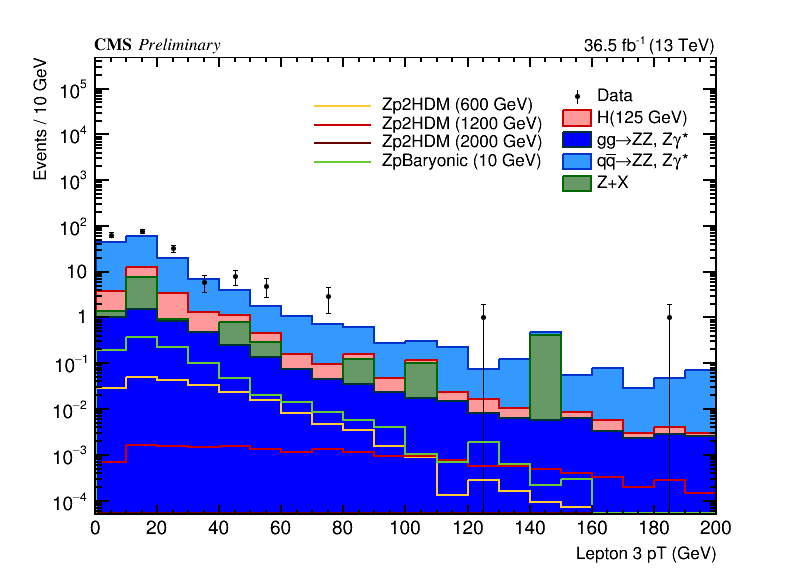 CMS Preliminary 36.5 fb⁻¹ (13 TeV)
Events / 10 GeV
10⁵
10⁴
10³
10²
10
1
10⁻¹
10⁻²
10⁻³
10⁻⁴
Zp2HDM (600 GeV)
Zp2HDM (1200 GeV)
Zp2HDM (2000 GeV)
ZpBaryonic (10 GeV)
Data
H(125 GeV)
gg→ZZ, Zγ*
qq̅→ZZ, Zγ*
Z+X
0 20 40 60 80 100 120 140 160 180 200
Lepton 3 pT (GeV)